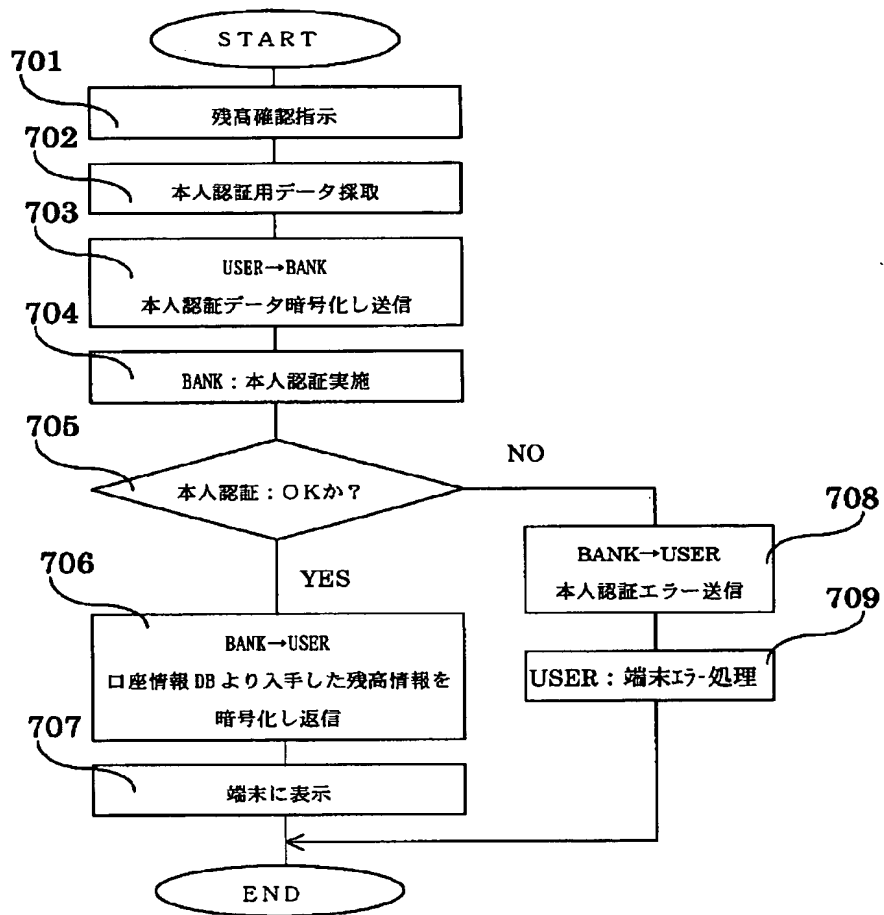 START
701
残高確認指示
702
本人認証用データ採取
703
USER→BANK
本人認証データ暗号化し送信
704
BANK：本人認証実施
705
本人認証：OKか？
NO
YES
706
BANK→USER
口座情報DBより入手した残高情報を
暗号化し返信
707
端末に表示
708
BANK→USER
本人認証エラー送信
709
USER：端末ｴﾗｰ処理
END